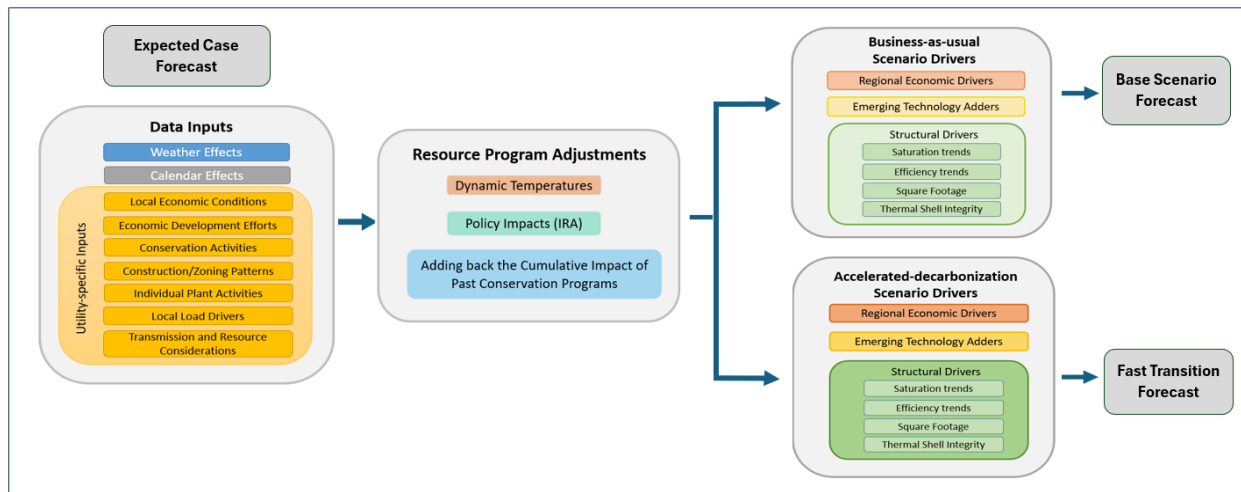 Expected Case
Forecast
Data Inputs
Weather Effects
Calendar Effects
Utility-specific Inputs
Local Economic Conditions
Economic Development Efforts
Conservation Activities
Construction/Zoning Patterns
Individual Plant Activities
Local Load Drivers
Transmission and Resource
Considerations
Resource Program Adjustments
Dynamic Temperatures
Policy Impacts (IRA)
Adding back the Cumulative Impact of
Past Conservation Programs
Business-as-usual
Scenario Drivers
Regional Economic Drivers
Emerging Technology Adders
Structural Drivers
Saturation trends
Efficiency trends
Square Footage
Thermal Shell Integrity
Base Scenario
Forecast
Accelerated-decarbonization
Scenario Drivers
Regional Economic Drivers
Emerging Technology Adders
Structural Drivers
Saturation trends
Efficiency trends
Square Footage
Thermal Shell Integrity
Fast Transition
Forecast